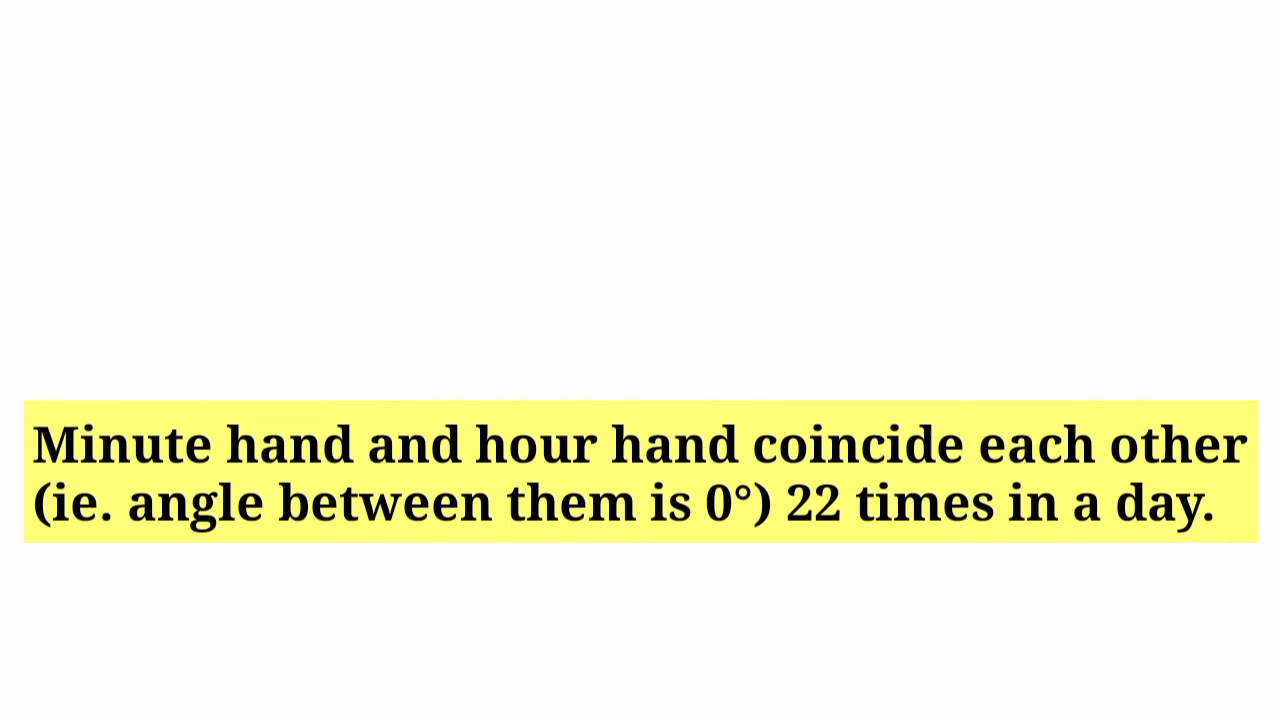 Minute hand and hour hand coincide each other
(ie. angle between them is 0°) 22 times in a day.